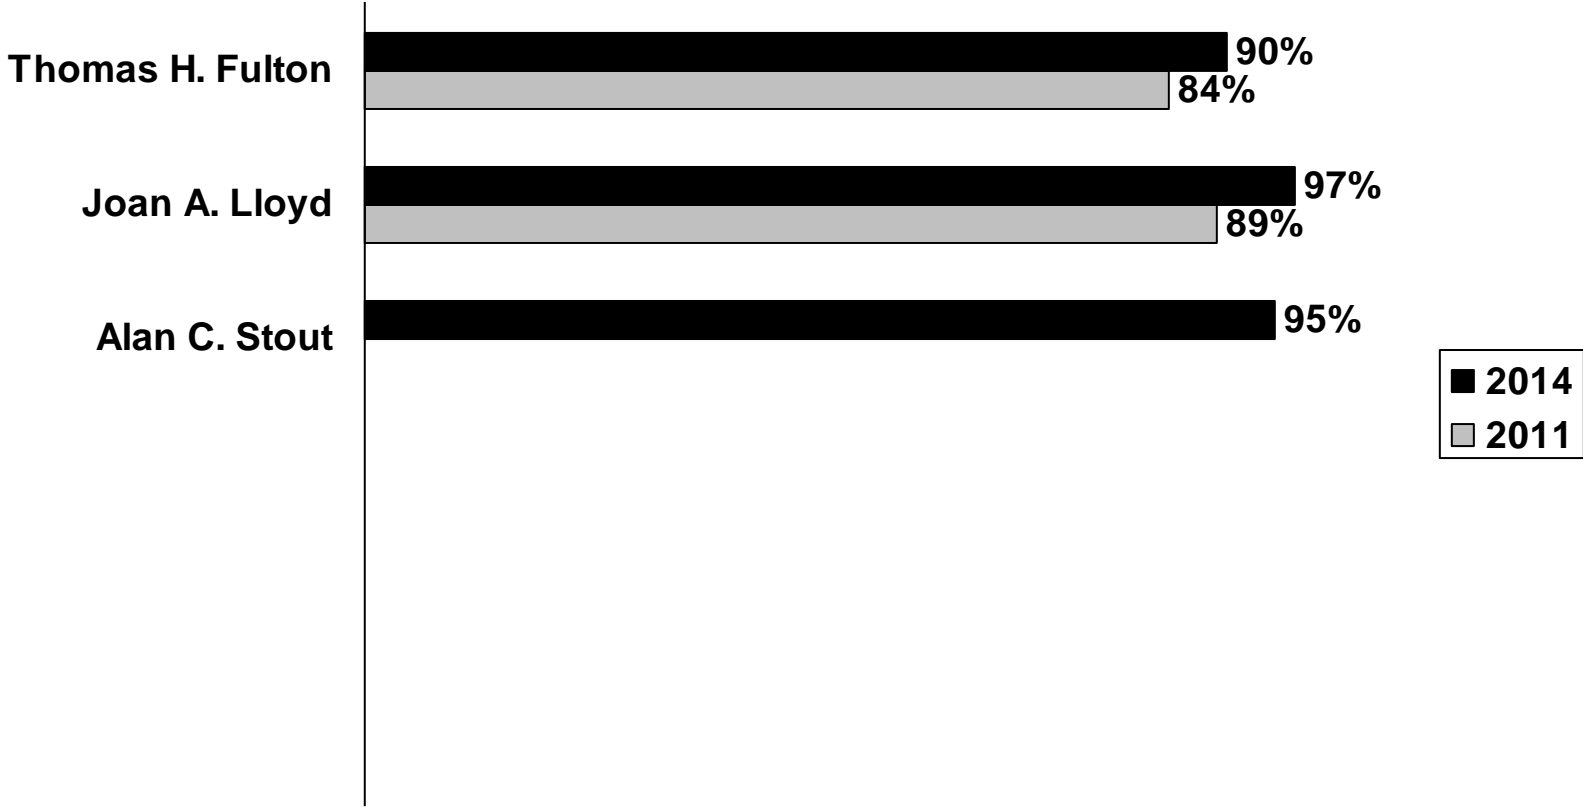 Thomas H. Fulton
90%
84%
Joan A. Lloyd
97%
89%
Alan C. Stout
95%
2014
2011